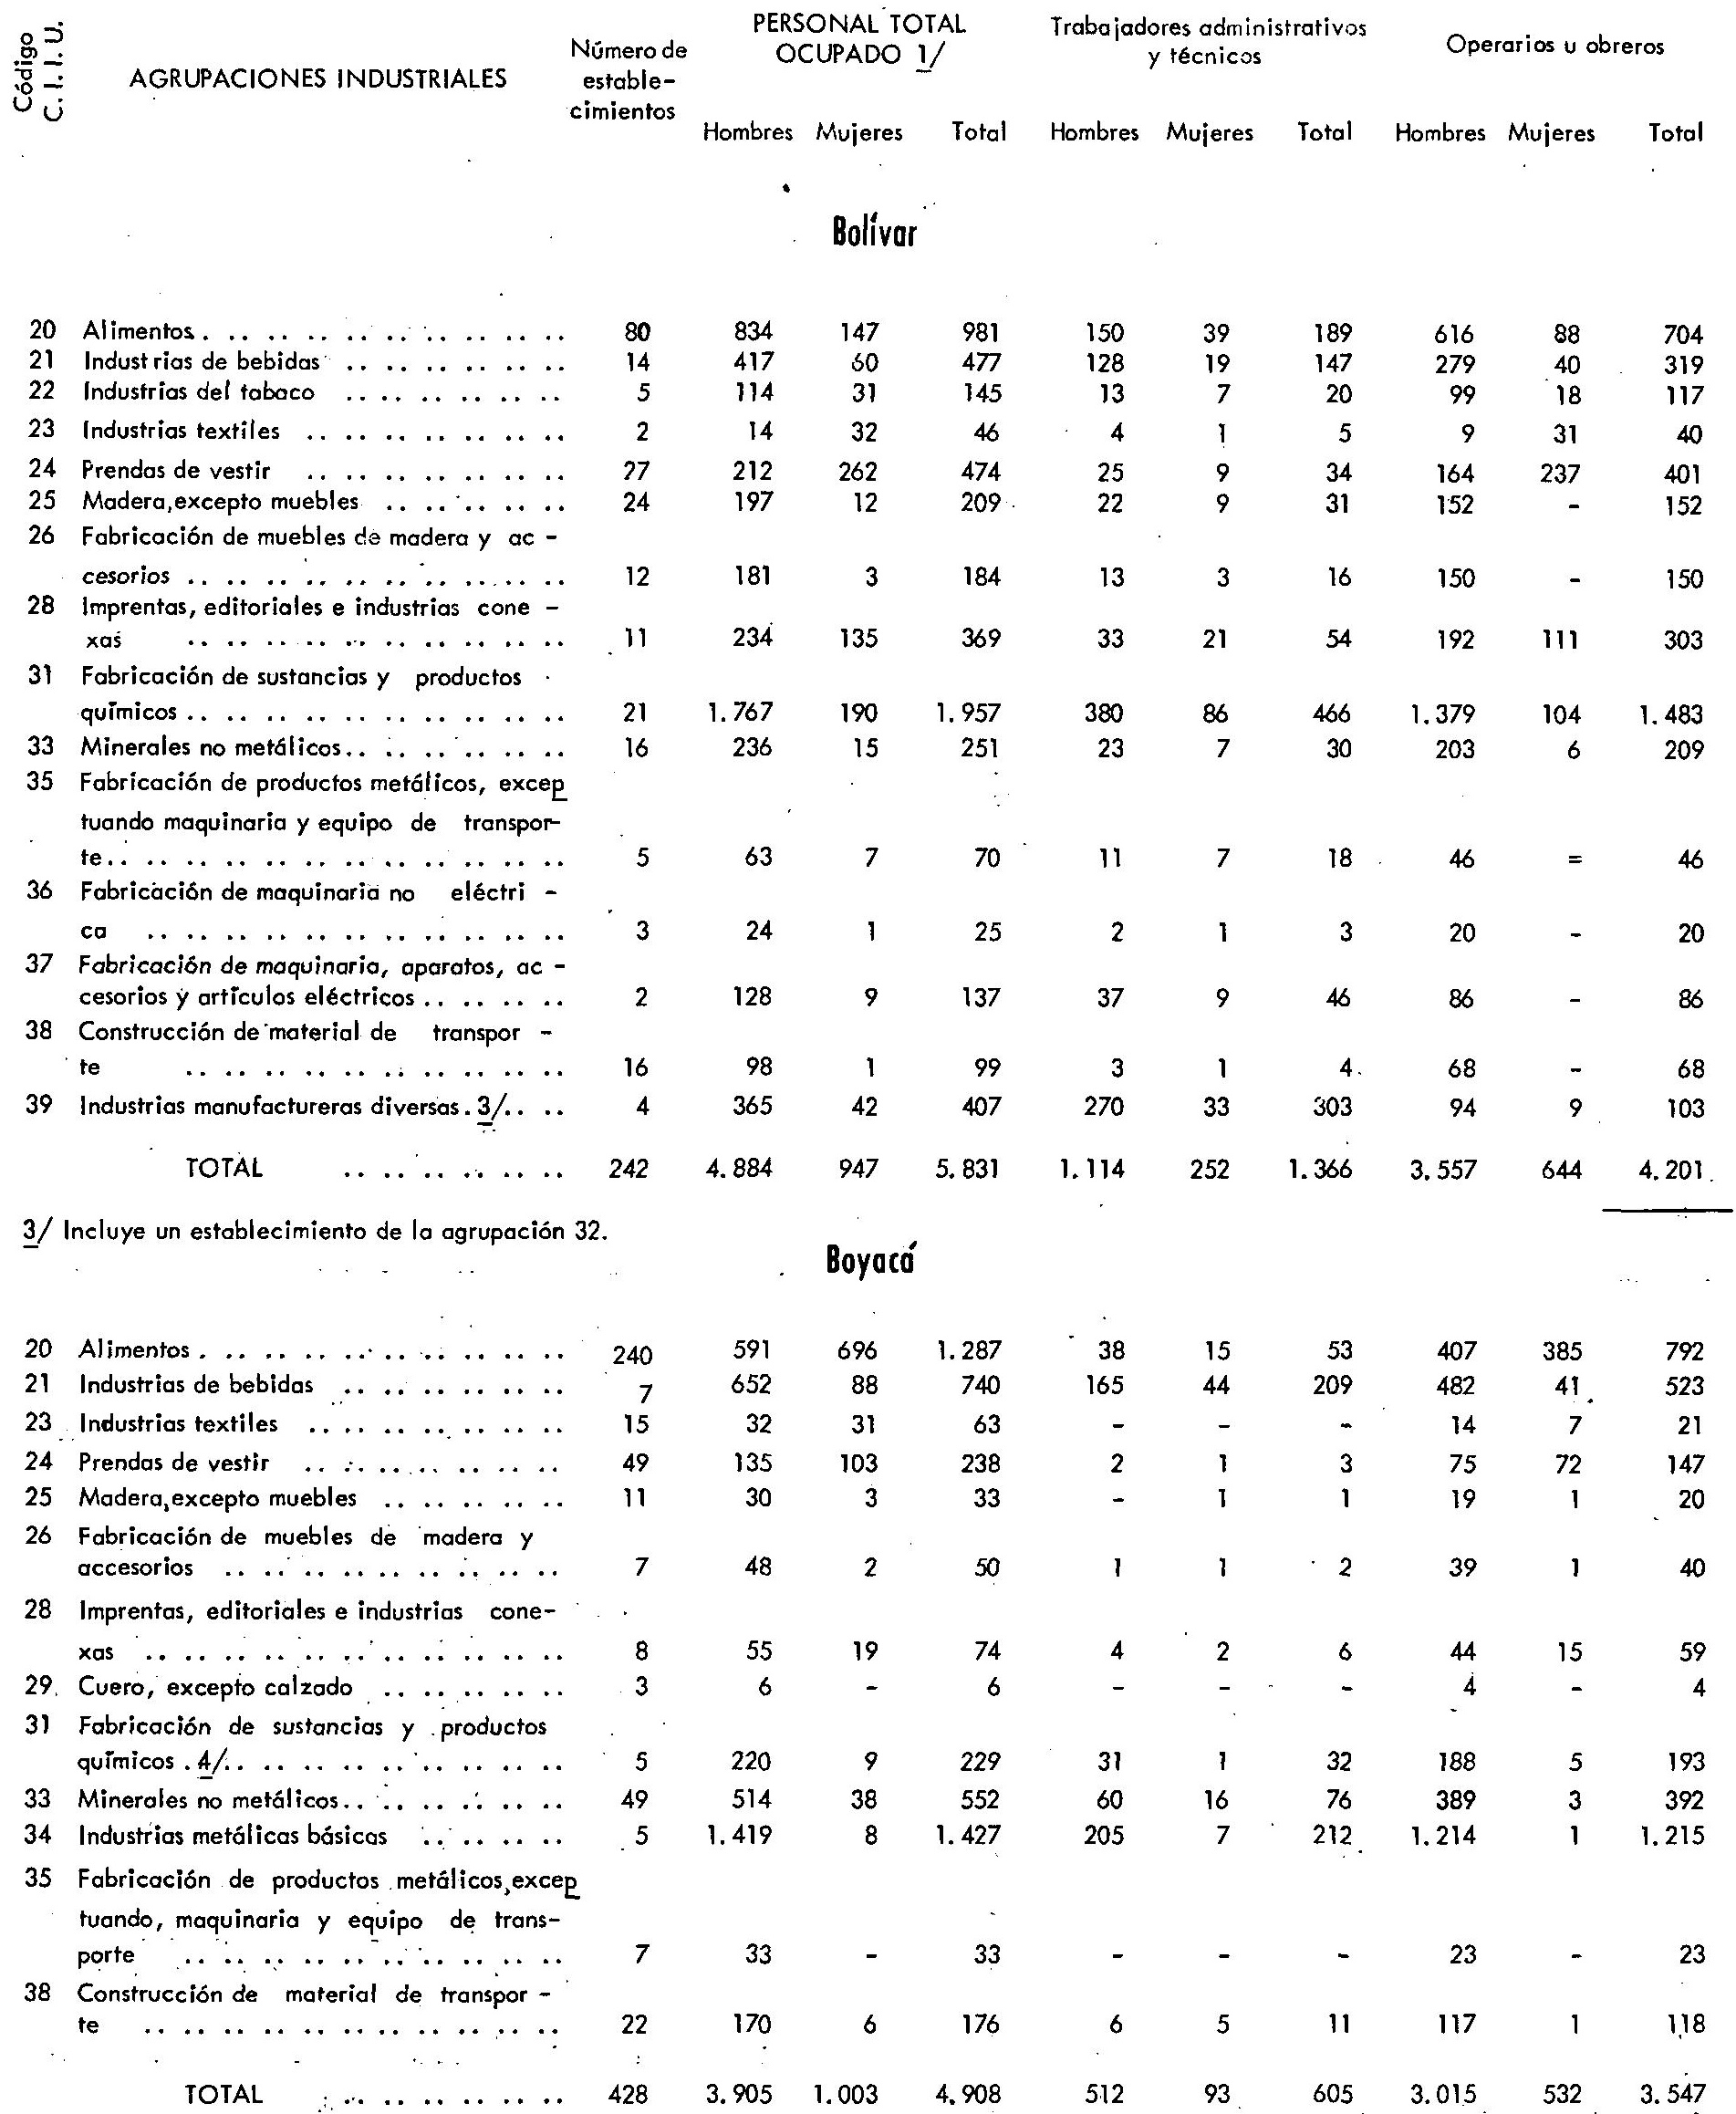 Código C.I.I.U. AGRUPACIONES INDUSTRIALES Número de estable- cimientos PERSONAL TOTAL OCUPADO 1/ Trabajadores administrativos y técnicos Operarios u obreros
Hombres Mujeres Total Hombres Mujeres Total Hombres Mujeres Total
Bolívar
20 Alimentos 80 834 147 981 150 39 189 616 88 704
21 Industrias de bebidas 14 417 60 477 128 19 147 279 40 319
22 Industrias del tabaco 5 114 31 145 13 7 20 99 18 117
23 Industrias textiles 2 14 32 46 4 1 5 9 31 40
24 Prendas de vestir 27 212 262 474 25 9 34 164 237 401
25 Madera,excepto muebles 24 197 12 209 22 9 31 152 - 152
26 Fabricación de muebles de madera y ac -
cesorios 12 181 3 184 13 3 16 150 - 150
28 Imprentas, editoriales e industrias cone -
xas 11 234 135 369 33 21 54 192 111 303
31 Fabricación de sustancias y productos
químicos 21 1.767 190 1.957 380 86 466 1.379 104 1.483
33 Minerales no metálicos 16 236 15 251 23 7 30 203 6 209
35 Fabricación de productos metálicos, excep
tuando maquinaria y equipo de transpor-
te 5 63 7 70 11 7 18 46 = 46
36 Fabricación de maquinaria no eléctri -
ca 3 24 1 25 2 1 3 20 - 20
37 Fabricación de maquinaria, aparatos, ac -
cesorios y artículos eléctricos 2 128 9 137 37 9 46 86 - 86
38 Construcción de material de transpor -
te 16 98 1 99 3 1 4 68 - 68
39 Industrias manufactureras diversas. 3/ 4 365 42 407 270 33 303 94 9 103
TOTAL 242 4.884 947 5.831 1.114 252 1.366 3.557 644 4.201
3/ Incluye un establecimiento de la agrupación 32.
Boyacá
20 Alimentos 240 591 696 1.287 38 15 53 407 385 792
21 Industrias de bebidas 7 652 88 740 165 44 209 482 41 523
23 Industrias textiles 15 32 31 63 - - - 14 7 21
24 Prendas de vestir 49 135 103 238 2 1 3 75 72 147
25 Madera,excepto muebles 11 30 3 33 - 1 1 19 1 20
26 Fabricación de muebles de madera y
accesorios 7 48 2 50 1 1 2 39 1 40
28 Imprentas, editoriales e industrias cone-
xas 8 55 19 74 4 2 6 44 15 59
29. Cuero, excepto calzado 3 6 - 6 - - - 4 - 4
31 Fabricación de sustancias y productos
químicos . 4/ 5 220 9 229 31 1 32 188 5 193
33 Minerales no metálicos 49 514 38 552 60 16 76 389 3 392
34 Industrias metálicas básicas 5 1.419 8 1.427 205 7 212 1.214 1 1.215
35 Fabricación de productos metálicos,excep
tuando, maquinaria y equipo de trans-
porte 7 33 - 33 - - - 23 - 23
38 Construcción de material de transpor -
te 22 170 6 176 6 5 11 117 1 118
TOTAL 428 3.905 1.003 4.908 512 93 605 3.015 532 3.547